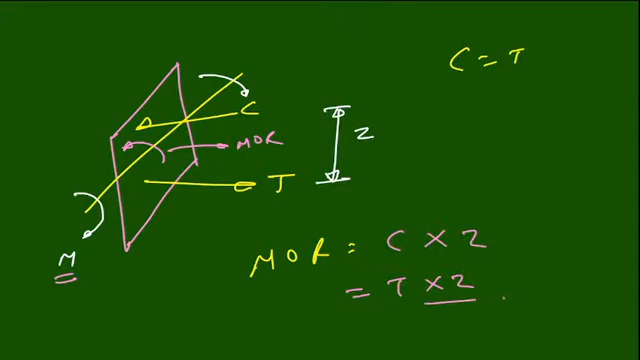 C = T
C
MOR
Z
T
M
MOR = C × Z
= T × Z